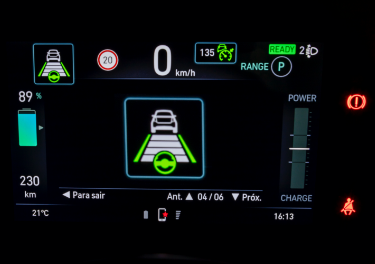 20
0 km/h
135
READY
2
RANGE P
89 %
POWER
230
km
CHARGE
◀ Para sair Ant. ▲ 04 / 06 ▼ Próx.
21°C
16:13